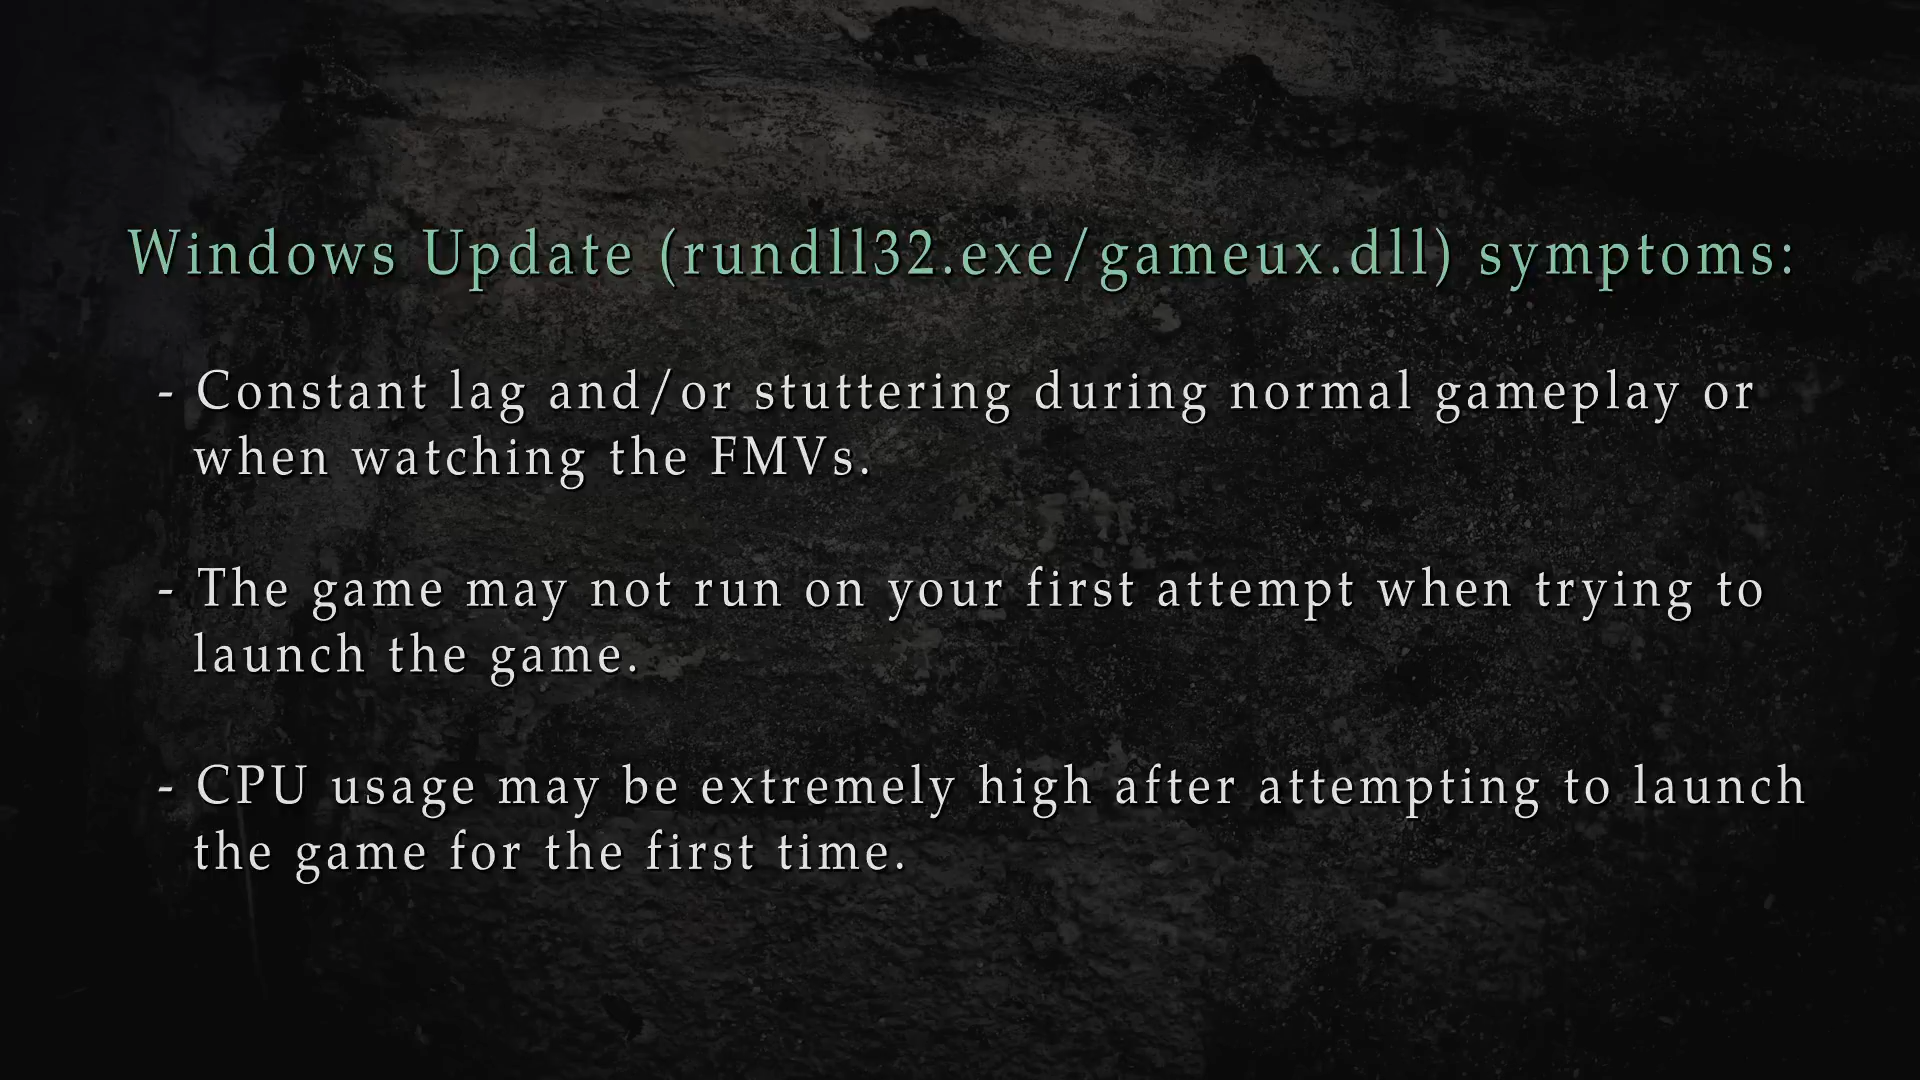 Windows Update (rundll32.exe/gameux.dll) symptoms:
- Constant lag and/or stuttering during normal gameplay or
when watching the FMVs.
- The game may not run on your first attempt when trying to
launch the game.
- CPU usage may be extremely high after attempting to launch
the game for the first time.